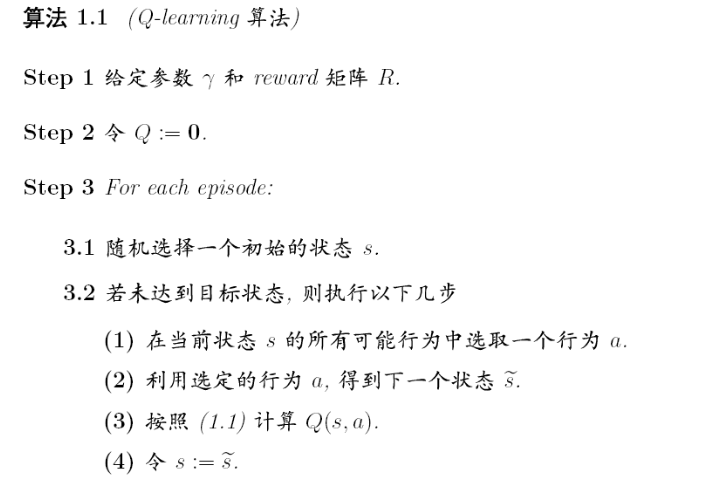 算法 1.1 (Q-learning 算法)
Step 1 给定参数 γ 和 reward 矩阵 R.
Step 2 令 Q := 0.
Step 3 For each episode:
3.1 随机选择一个初始的状态 s.
3.2 若未达到目标状态, 则执行以下几步
(1) 在当前状态 s 的所有可能行为中选取一个行为 a.
(2) 利用选定的行为 a, 得到下一个状态 s̃.
(3) 按照 (1.1) 计算 Q(s, a).
(4) 令 s := s̃.